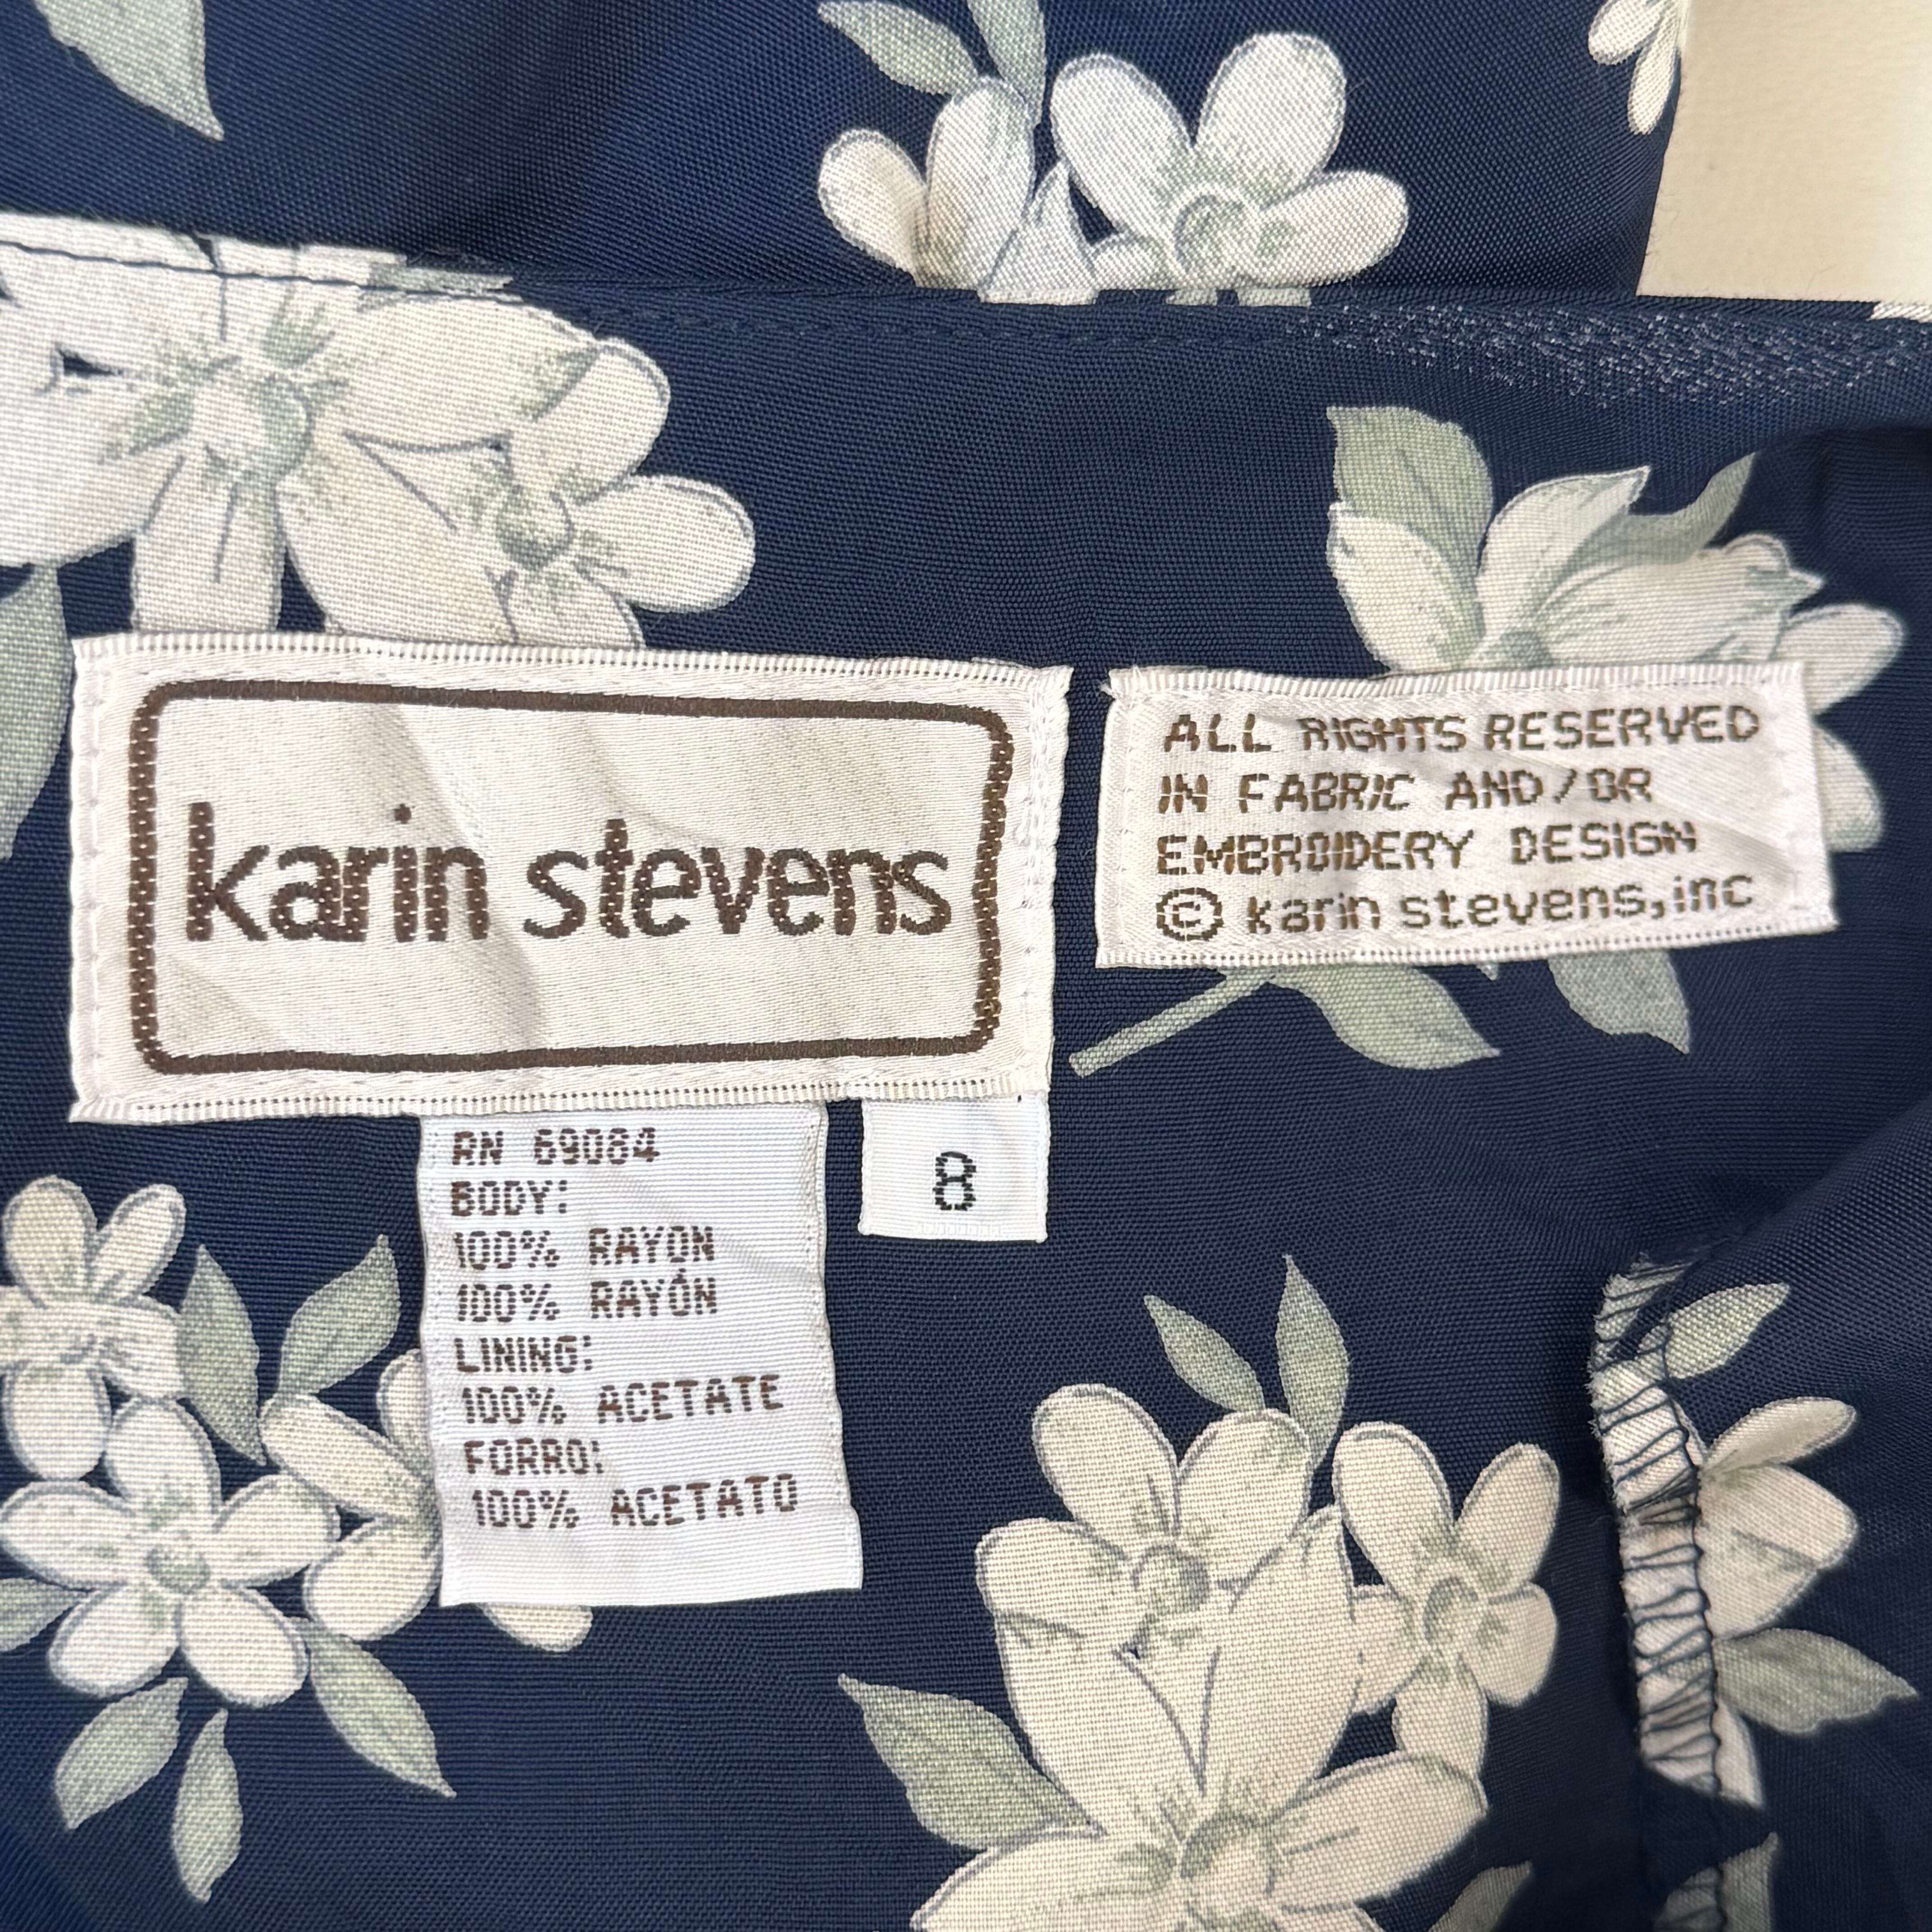 karin stevens
ALL RIGHTS RESERVED
IN FABRIC AND/OR
EMBROIDERY DESIGN
© karin stevens,inc
RN 69084
BODY:
100% RAYON
100% RAYÓN
LINING:
100% ACETATE
FORRO:
100% ACETATO
8